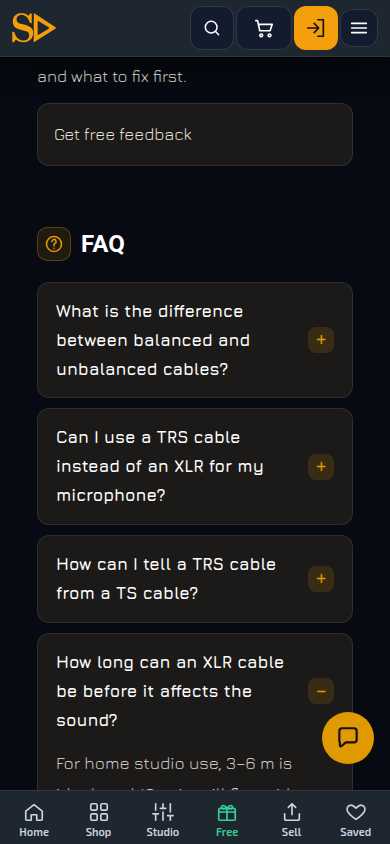 and what to fix first.
Get free feedback
FAQ
What is the difference
between balanced and
unbalanced cables?
+
Can I use a TRS cable
instead of an XLR for my
microphone?
+
How can I tell a TRS cable
from a TS cable?
+
How long can an XLR cable
be before it affects the
sound?
−
For home studio use, 3–6 m is
Home Shop Studio Free Sell Saved